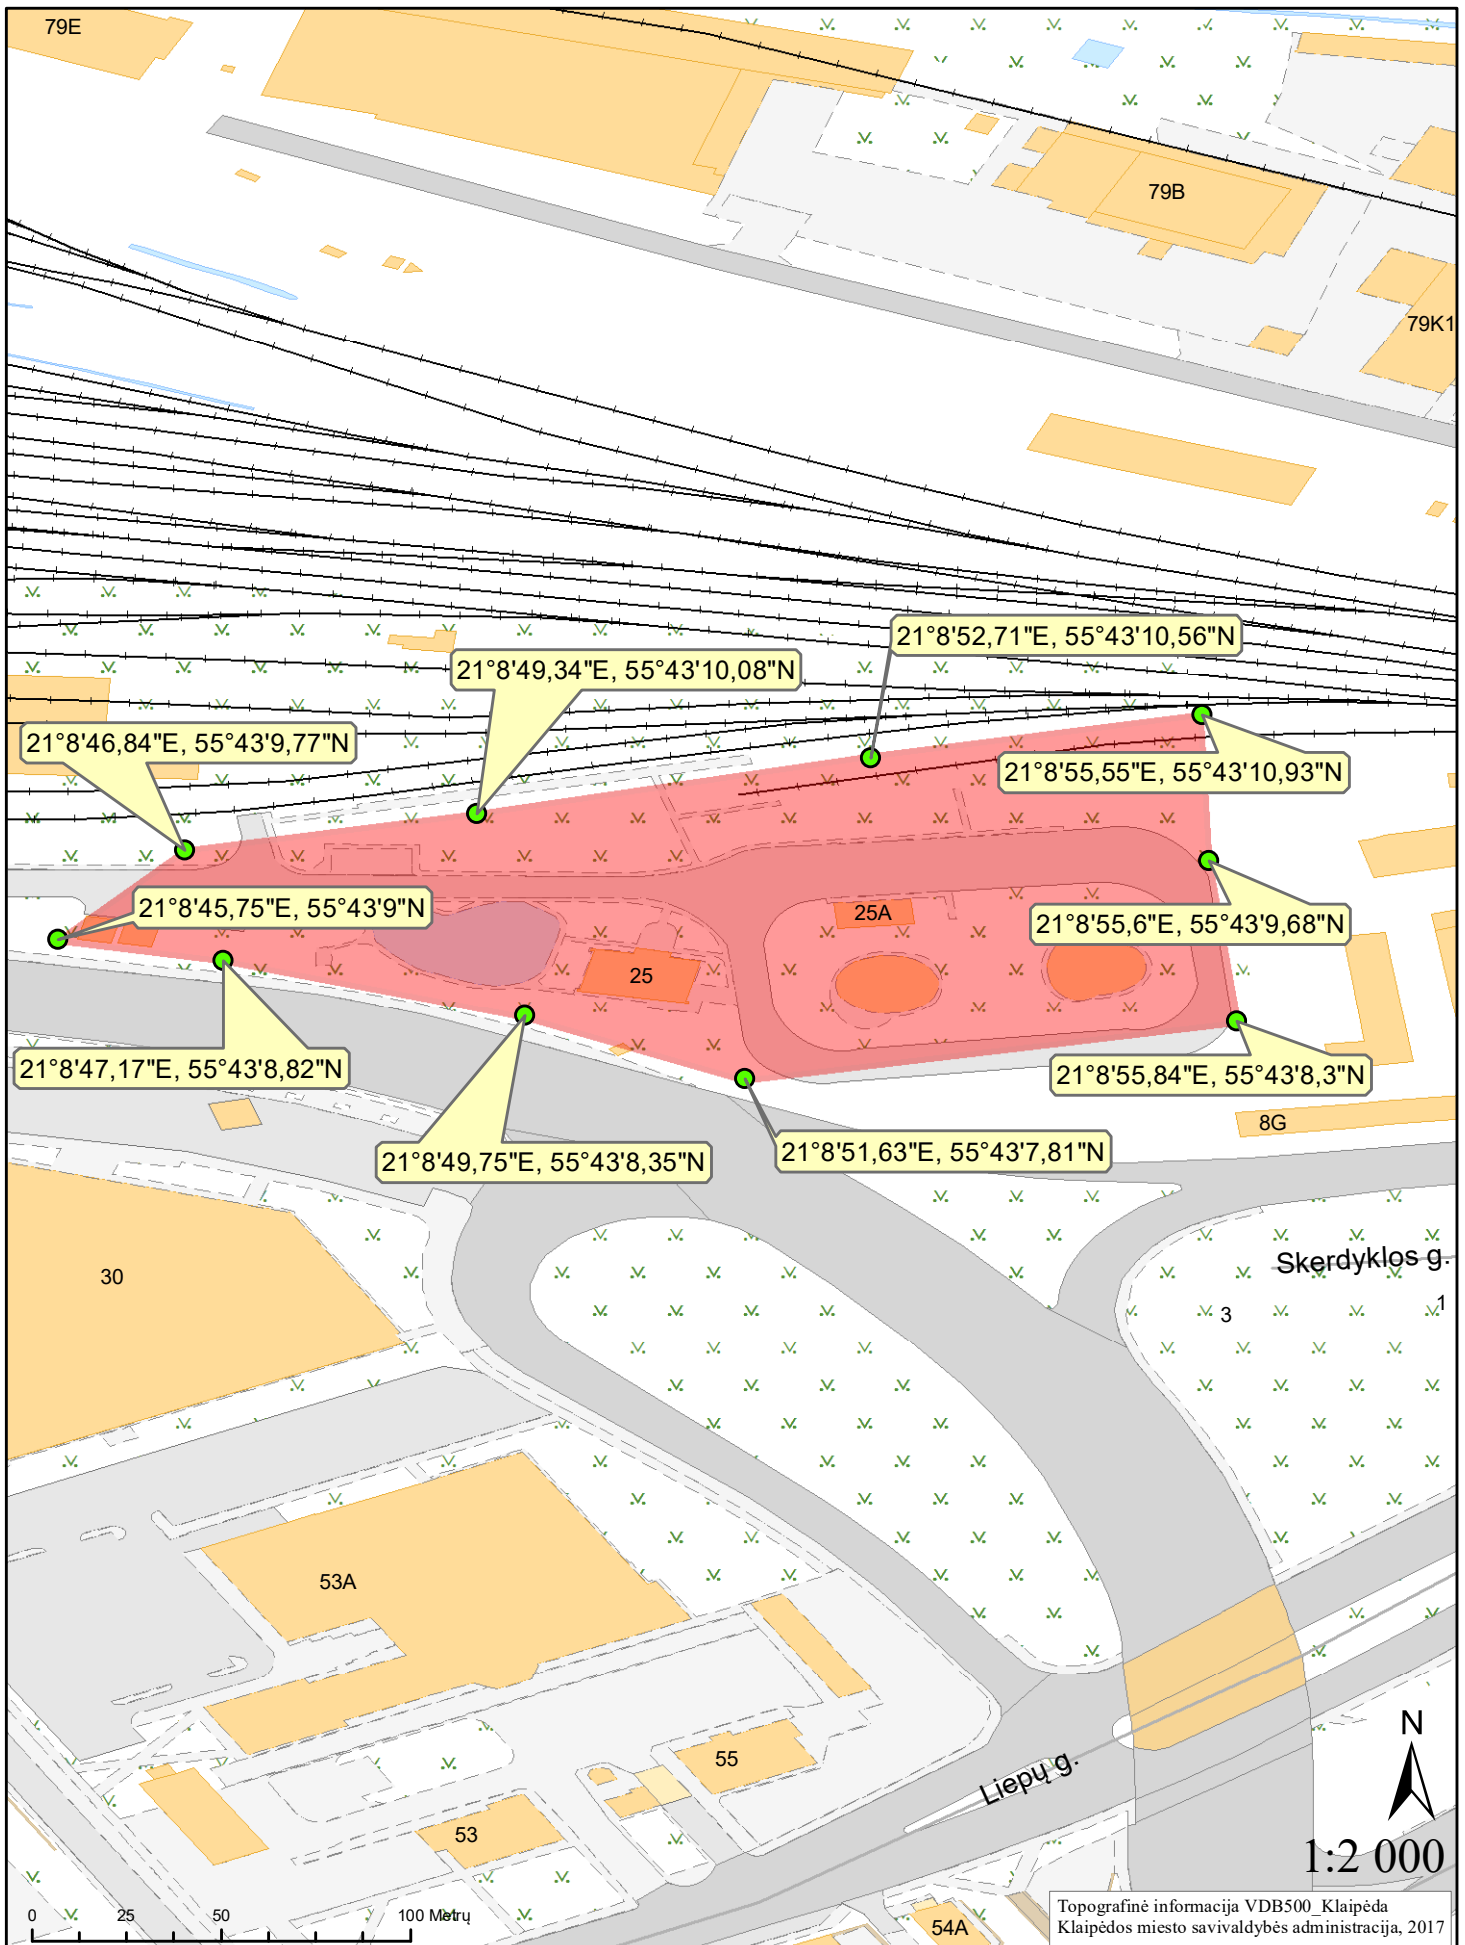 79E
79B
79K1
21°8'52,71"E, 55°43'10,56"N
21°8'49,34"E, 55°43'10,08"N
21°8'46,84"E, 55°43'9,77"N
21°8'55,55"E, 55°43'10,93"N
21°8'45,75"E, 55°43'9"N
25A
21°8'55,6"E, 55°43'9,68"N
25
21°8'47,17"E, 55°43'8,82"N
21°8'55,84"E, 55°43'8,3"N
8G
21°8'49,75"E, 55°43'8,35"N
21°8'51,63"E, 55°43'7,81"N
Skerdyklos g.
30
3
1
53A
55
Liepų g.
N
53
1:2 000
0 25 50 100 Metrų
54A
Topografinė informacija VDB500_Klaipėda
Klaipėdos miesto savivaldybės administracija, 2017